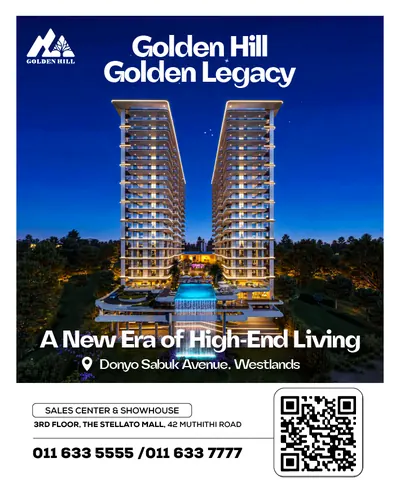 GOLDEN HILL
Golden Hill
Golden Legacy
A New Era of High-End Living
Donyo Sabuk Avenue, Westlands
SALES CENTER & SHOWHOUSE
3RD FLOOR, THE STELLATO MALL, 42 MUTHITHI ROAD
011 633 5555 /011 633 7777